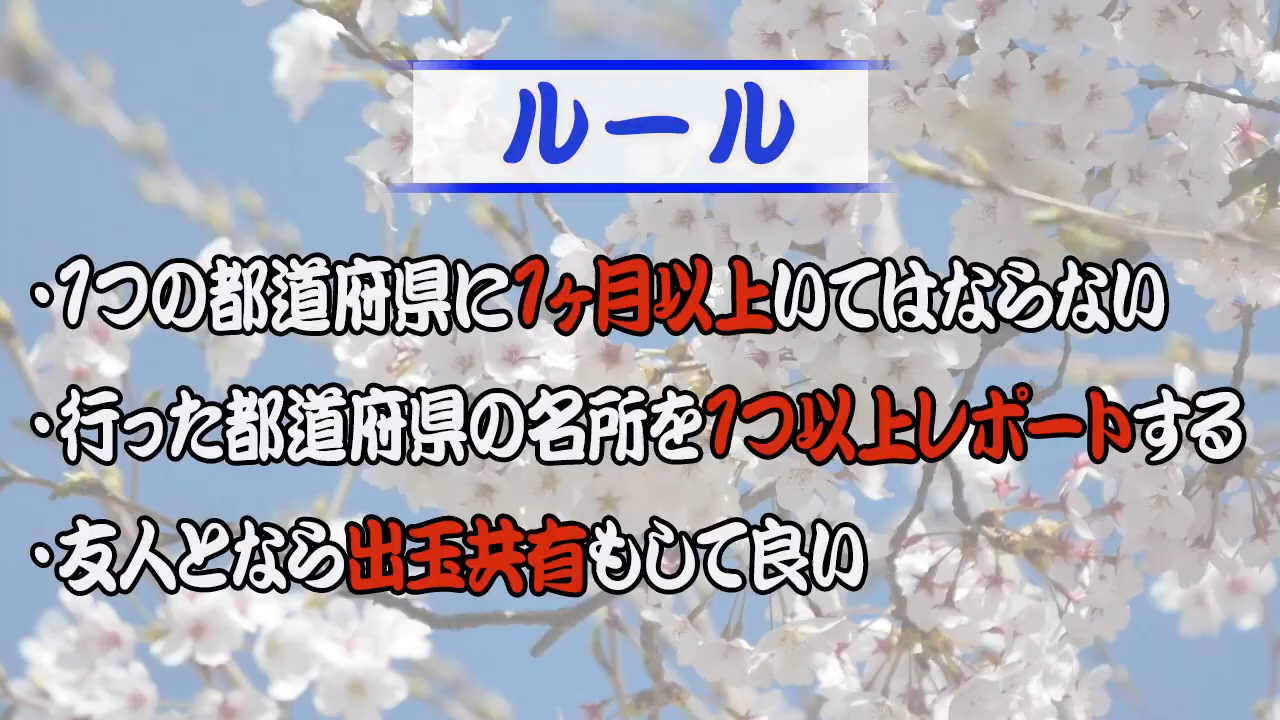 ルール
・1つの都道府県に1ヶ月以上いてはならない
・行った都道府県の名所を1つ以上レポートする
・友人となら出玉共有もして良い